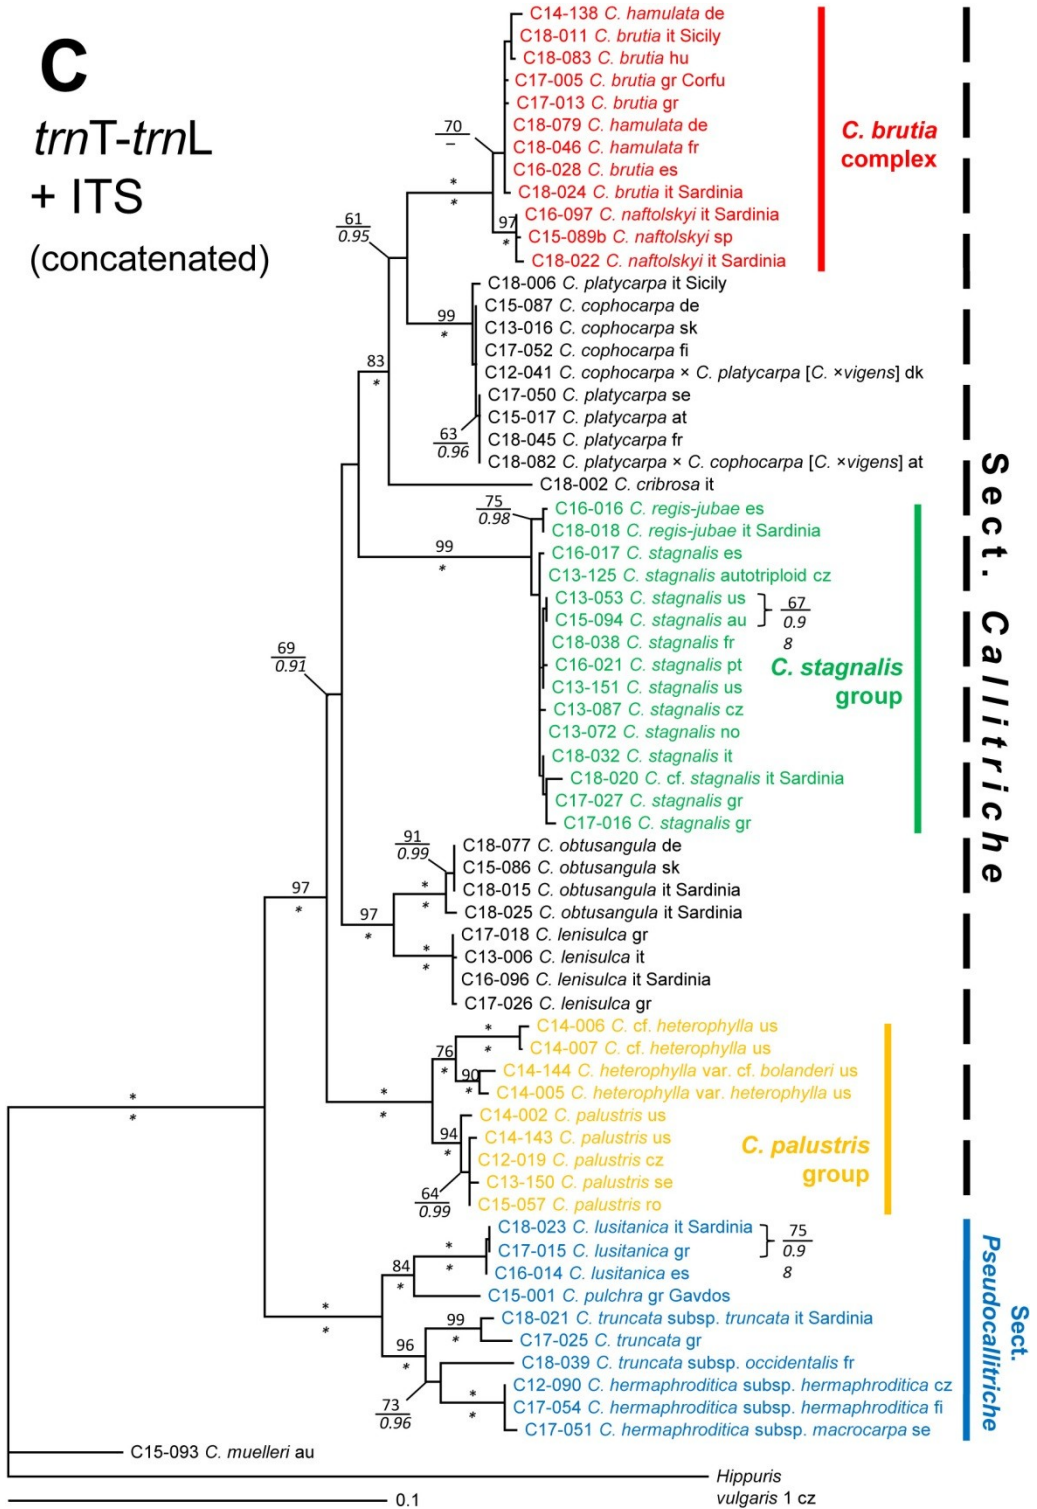 C
trnT-trnL
+ ITS
(concatenated)
C14-138 C. hamulata de
C18-011 C. brutia it Sicily
C18-083 C. brutia hu
C17-005 C. brutia gr Corfu
C17-013 C. brutia gr
C18-079 C. hamulata de
C18-046 C. hamulata fr
C16-028 C. brutia es
C18-024 C. brutia it Sardinia
C16-097 C. naftolskyi it Sardinia
C15-089b C. naftolskyi sp
C18-022 C. naftolskyi it Sardinia
C. brutia
complex
70
–
*
*
97
*
61
0.95
C18-006 C. platycarpa it Sicily
C15-087 C. cophocarpa de
C13-016 C. cophocarpa sk
C17-052 C. cophocarpa fi
C12-041 C. cophocarpa × C. platycarpa [C. ×vigens] dk
C17-050 C. platycarpa se
C15-017 C. platycarpa at
C18-045 C. platycarpa fr
C18-082 C. platycarpa × C. cophocarpa [C. ×vigens] at
C18-002 C. cribrosa it
99
*
83
*
63
0.96
C16-016 C. regis-jubae es
C18-018 C. regis-jubae it Sardinia
C16-017 C. stagnalis es
C13-125 C. stagnalis autotriploid cz
C13-053 C. stagnalis us
C15-094 C. stagnalis au
C18-038 C. stagnalis fr
C16-021 C. stagnalis pt
C13-151 C. stagnalis us
C13-087 C. stagnalis cz
C13-072 C. stagnalis no
C18-032 C. stagnalis it
C18-020 C. cf. stagnalis it Sardinia
C17-027 C. stagnalis gr
C17-016 C. stagnalis gr
75
0.98
99
*
67
0.9
8
C. stagnalis
group
69
0.91
C18-077 C. obtusangula de
C15-086 C. obtusangula sk
C18-015 C. obtusangula it Sardinia
C18-025 C. obtusangula it Sardinia
C17-018 C. lenisulca gr
C13-006 C. lenisulca it
C16-096 C. lenisulca it Sardinia
C17-026 C. lenisulca gr
91
0.99
*
*
97
*
97
*
*
*
C14-006 C. cf. heterophylla us
C14-007 C. cf. heterophylla us
C14-144 C. heterophylla var. cf. bolanderi us
C14-005 C. heterophylla var. heterophylla us
C14-002 C. palustris us
C14-143 C. palustris us
C12-019 C. palustris cz
C13-150 C. palustris se
C15-057 C. palustris ro
*
*
76
*
90
*
*
*
94
*
64
0.99
C. palustris
group
Sect. Callitriche
*
*
C18-023 C. lusitanica it Sardinia
C17-015 C. lusitanica gr
C16-014 C. lusitanica es
C15-001 C. pulchra gr Gavdos
C18-021 C. truncata subsp. truncata it Sardinia
C17-025 C. truncata gr
C18-039 C. truncata subsp. occidentalis fr
C12-090 C. hermaphroditica subsp. hermaphroditica cz
C17-054 C. hermaphroditica subsp. hermaphroditica fi
C17-051 C. hermaphroditica subsp. macrocarpa se
75
0.9
8
*
*
84
*
*
*
99
*
96
*
73
0.96
*
*
Sect.
Pseudocallitriche
C15-093 C. muelleri au
Hippuris
vulgaris 1 cz
0.1